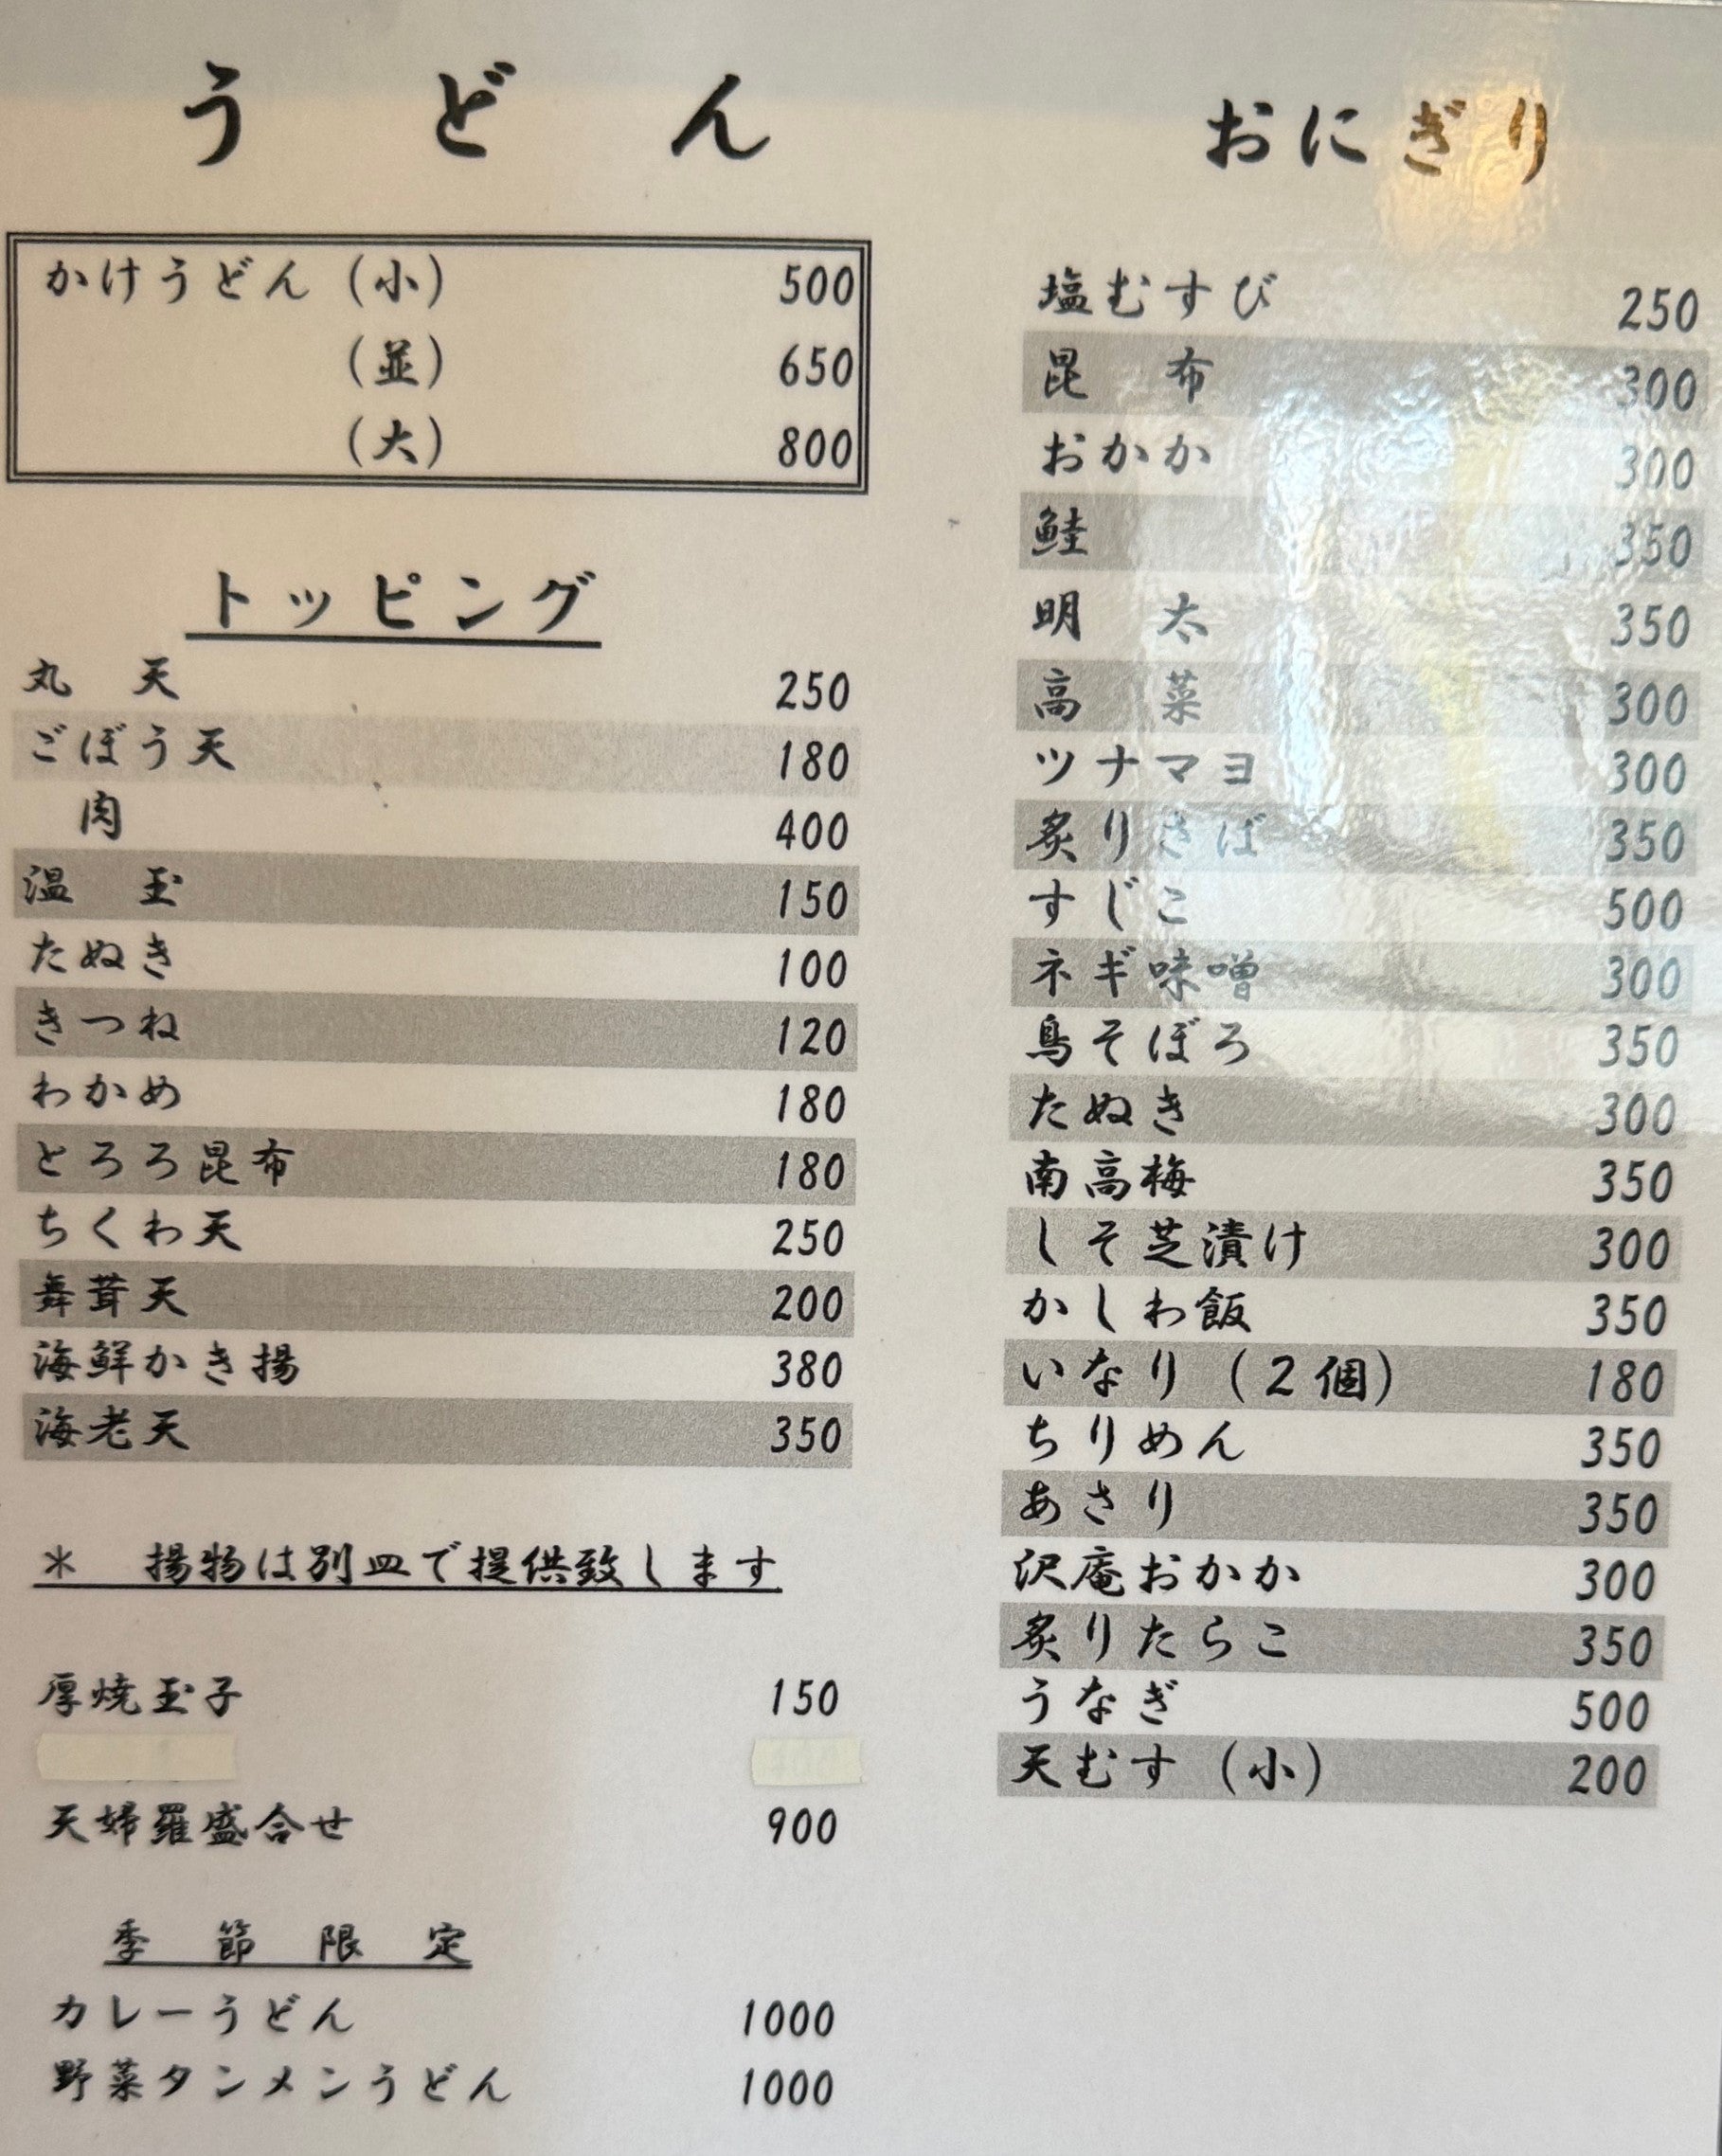 うどん
かけうどん（小） 500
（並） 650
（大） 800
トッピング
丸　天 250
ごぼう天 180
肉 400
温　玉 150
たぬき 100
きつね 120
わかめ 180
とろろ昆布 180
ちくわ天 250
舞茸天 200
海鮮かき揚 380
海老天 350
＊　揚物は別皿で提供致します
厚焼玉子 150
天婦羅盛合せ 900
季節限定
カレーうどん 1000
野菜タンメンうどん 1000
おにぎり
塩むすび 250
昆　布 300
おかか 300
鮭 350
明　太 350
高　菜 300
ツナマヨ 300
炙りさば 350
すじこ 500
ネギ味噌 300
鳥そぼろ 350
たぬき 300
南高梅 350
しそ芝漬け 300
かしわ飯 350
いなり（２個） 180
ちりめん 350
あさり 350
沢庵おかか 300
炙りたらこ 350
うなぎ 500
天むす（小） 200